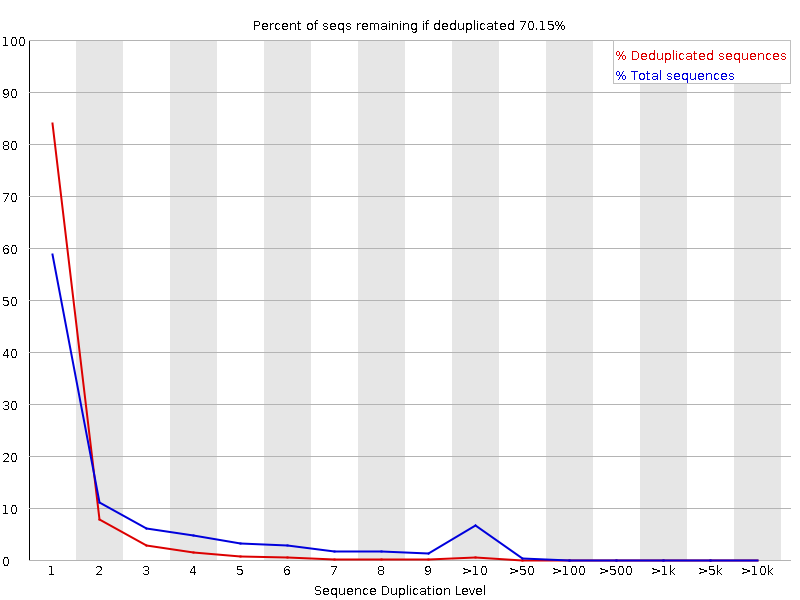 Percent of seqs remaining if deduplicated 70.15%
% Deduplicated sequences
% Total sequences
100
90
80
70
60
50
40
30
20
10
0
1 2 3 4 5 6 7 8 9 >10 >50 >100 >500 >1k >5k >10k
Sequence Duplication Level